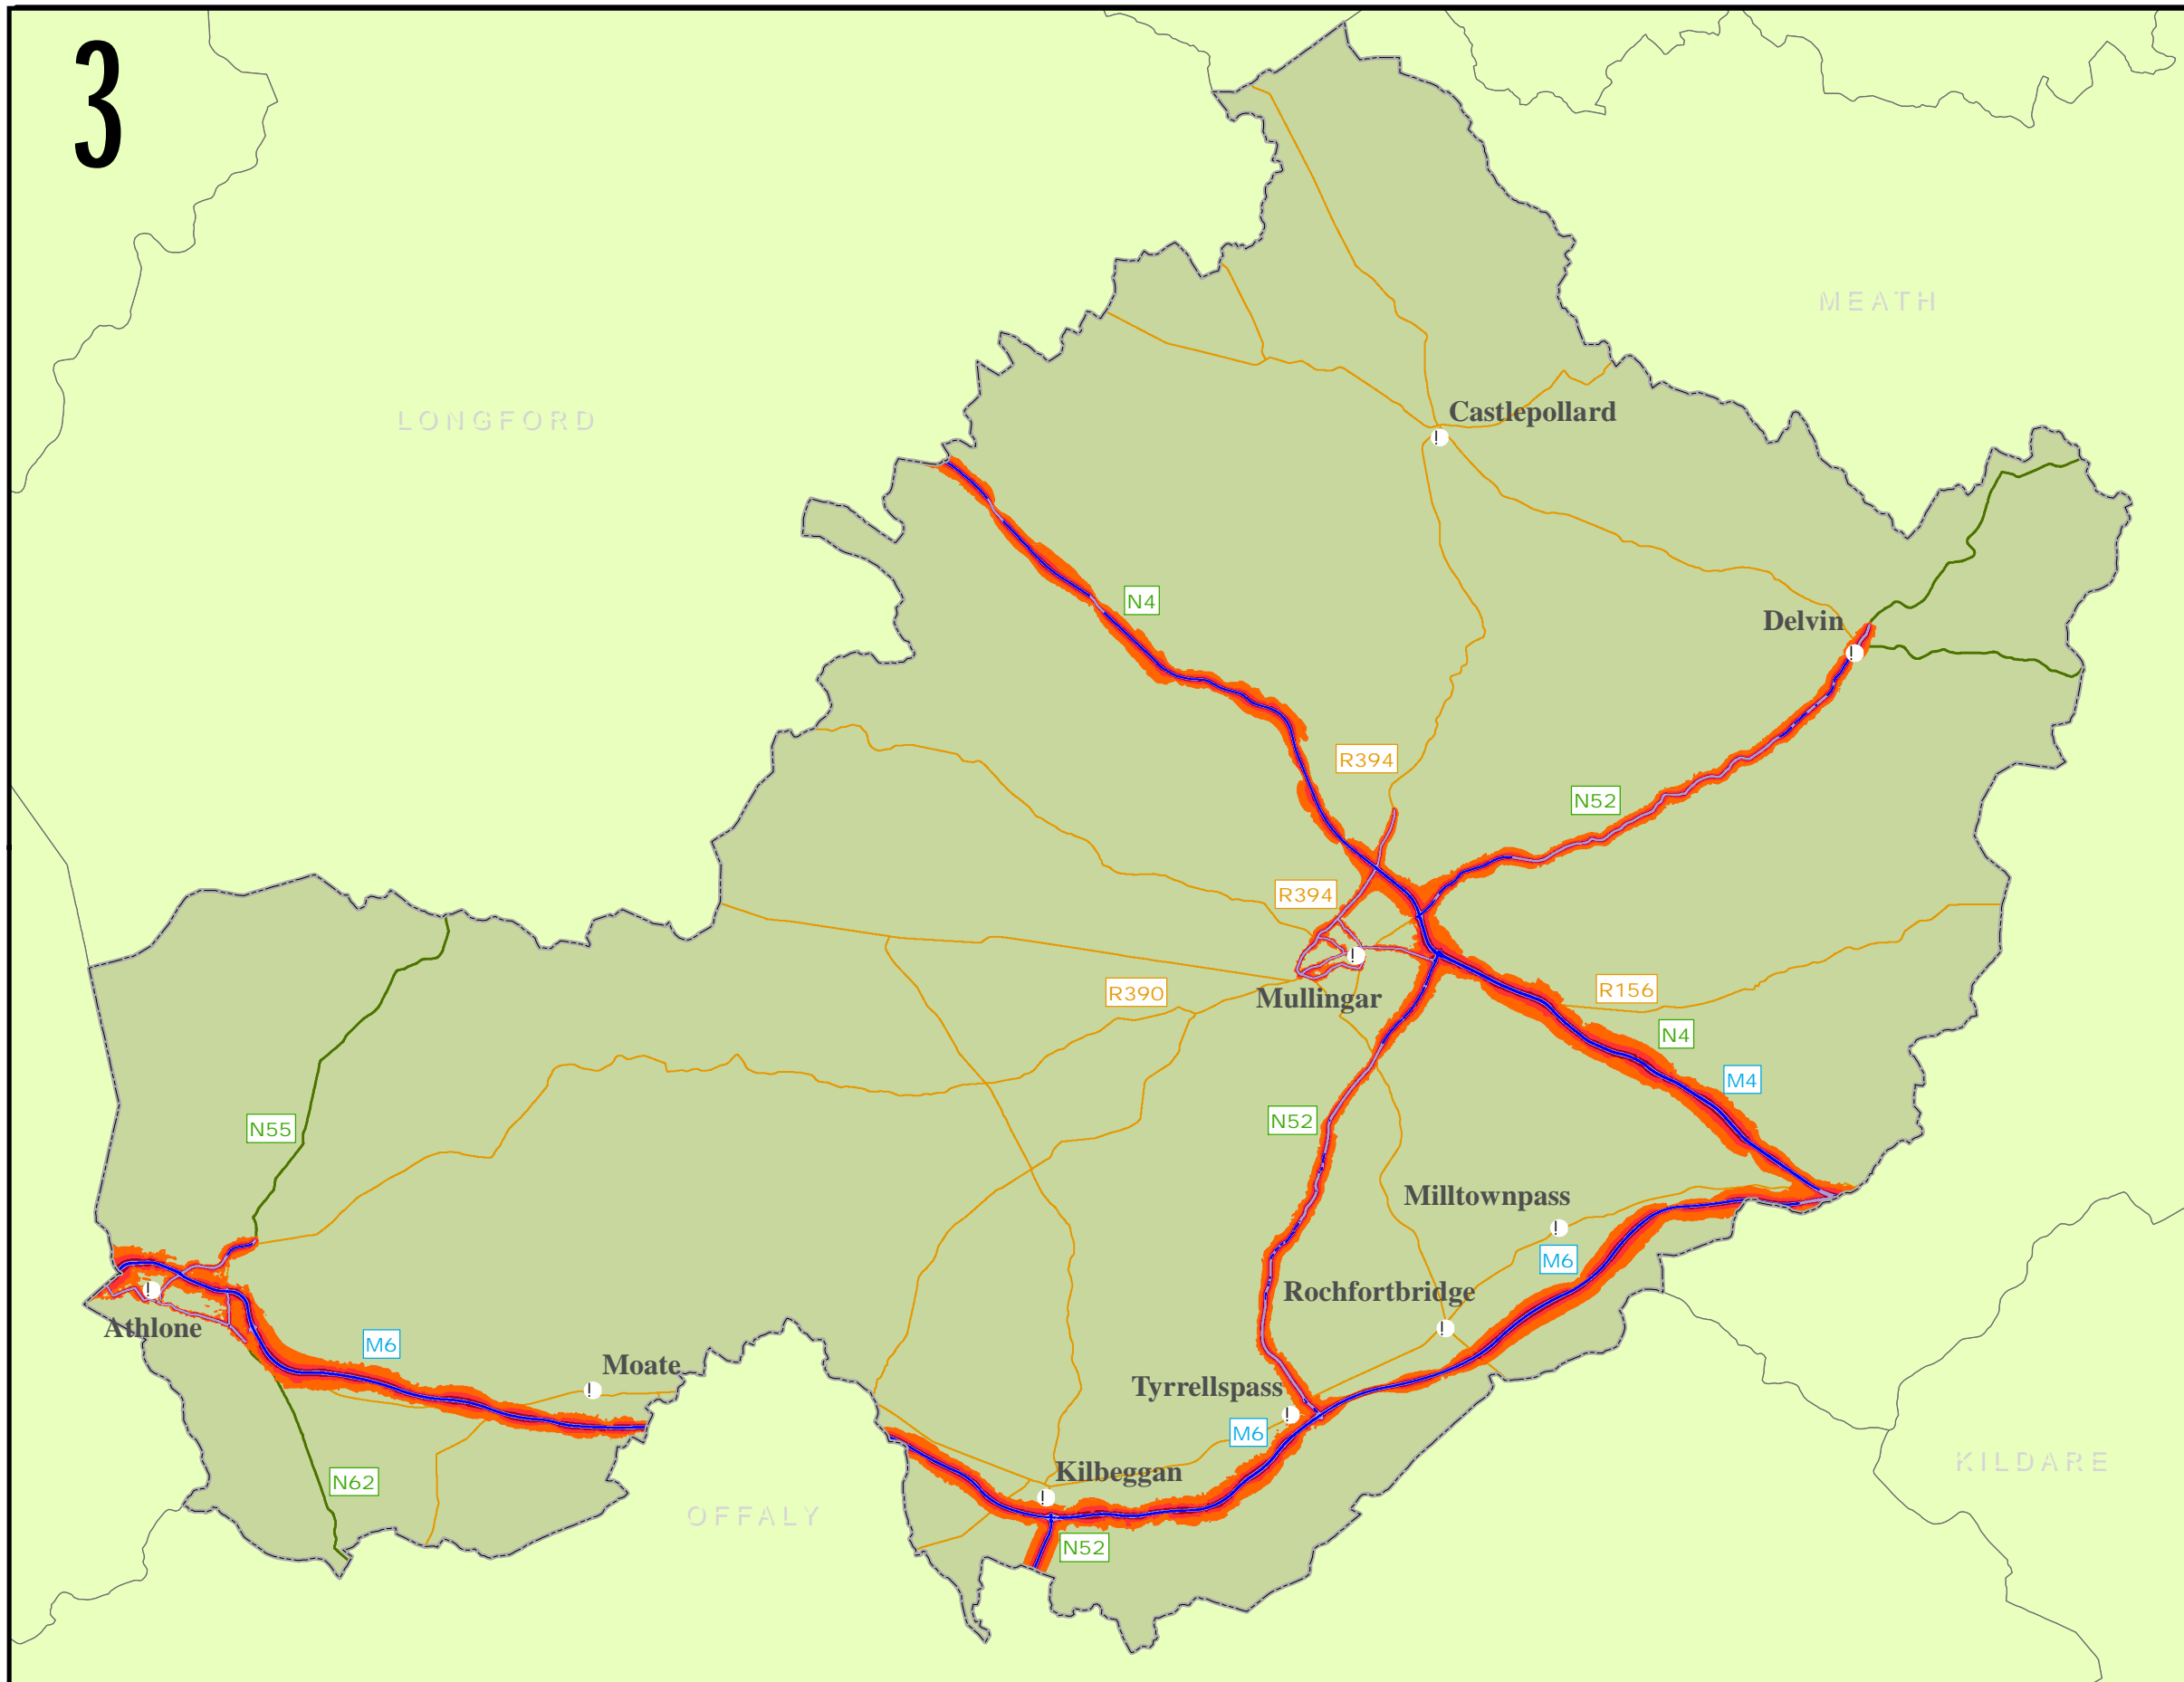 3
MEATH
LONGFORD
Castlepollard
N4
Delvin
R394
N52
R394
R390
Mullingar
R156
N4
M4
N52
N55
Milltownpass
M6
Rochfortbridge
Athlone
M6
Moate
Tyrrellspass
M6
Kilbeggan
KILDARE
N62
OFFALY
N52